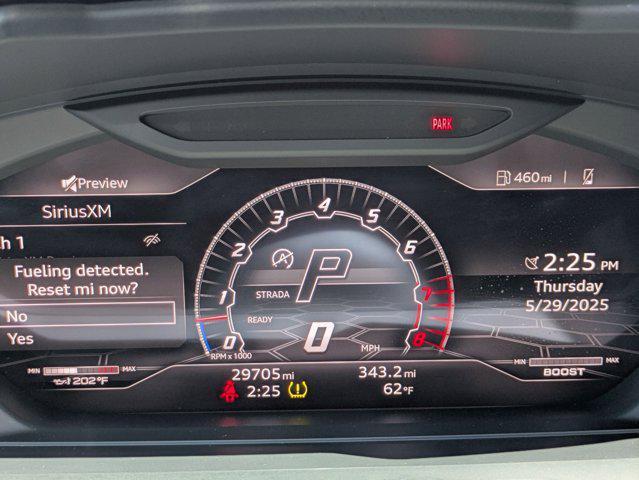 PARK
Preview
460 mi
SiriusXM
h 1
Fueling detected.
Reset mi now?
No
Yes
2:25 PM
Thursday
5/29/2025
0 1 2 3 4 5 6 7 8
A
P
STRADA
READY
0
MPH
RPM x 1000
MIN MAX
202°F
MIN MAX
BOOST
29705 mi
343.2 mi
2:25
62°F